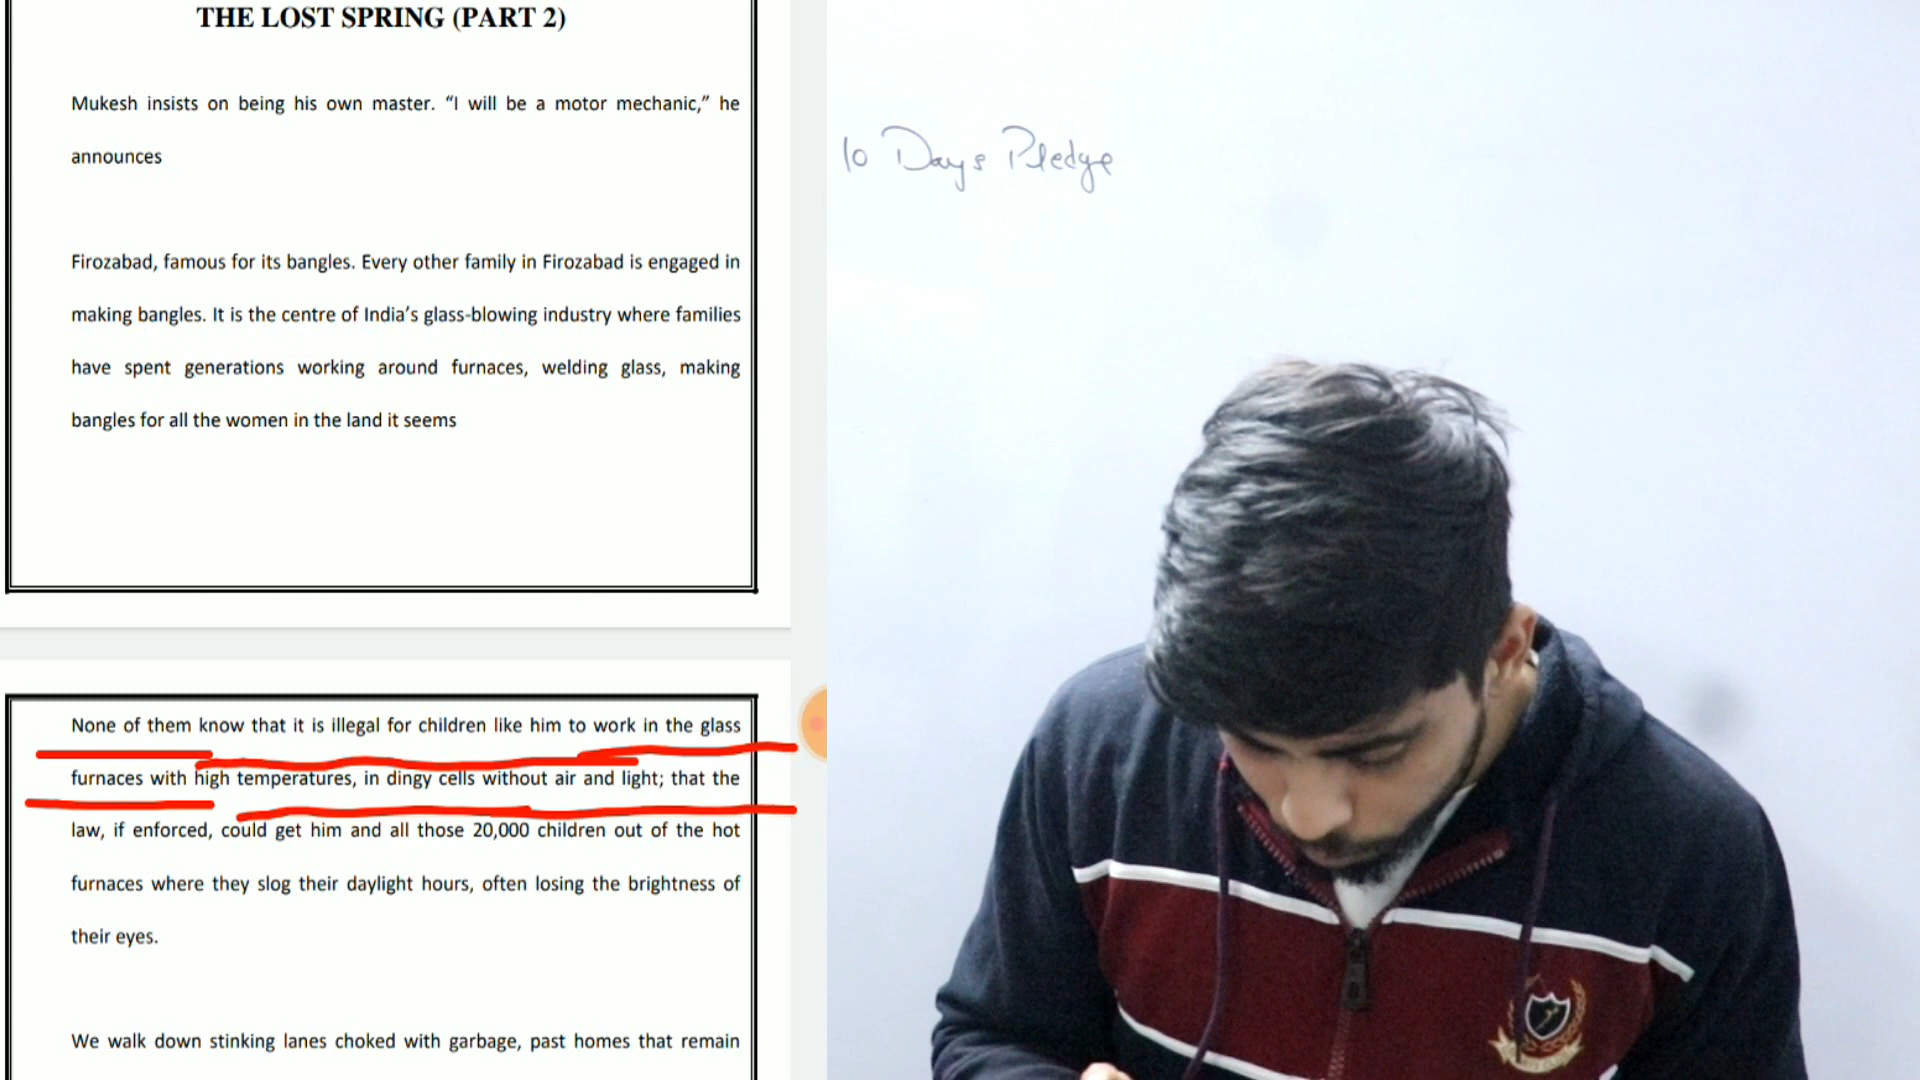 THE LOST SPRING (PART 2)
Mukesh insists on being his own master. “I will be a motor mechanic,” he
announces
Firozabad, famous for its bangles. Every other family in Firozabad is engaged in
making bangles. It is the centre of India’s glass-blowing industry where families
have spent generations working around furnaces, welding glass, making
bangles for all the women in the land it seems
None of them know that it is illegal for children like him to work in the glass
furnaces with high temperatures, in dingy cells without air and light; that the
law, if enforced, could get him and all those 20,000 children out of the hot
furnaces where they slog their daylight hours, often losing the brightness of
their eyes.
We walk down stinking lanes choked with garbage, past homes that remain
10 Days Pledge